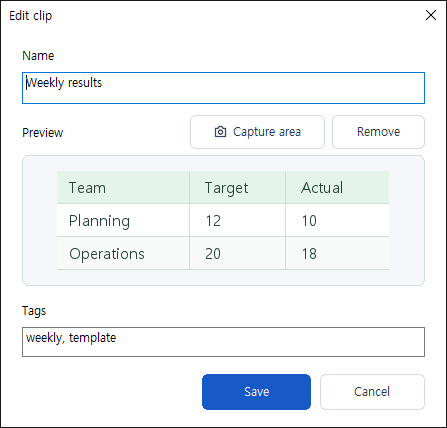 Edit clip
Name
Weekly results
Preview Capture area Remove
Team Target Actual
Planning 12 10
Operations 20 18
Tags
weekly, template
Save Cancel